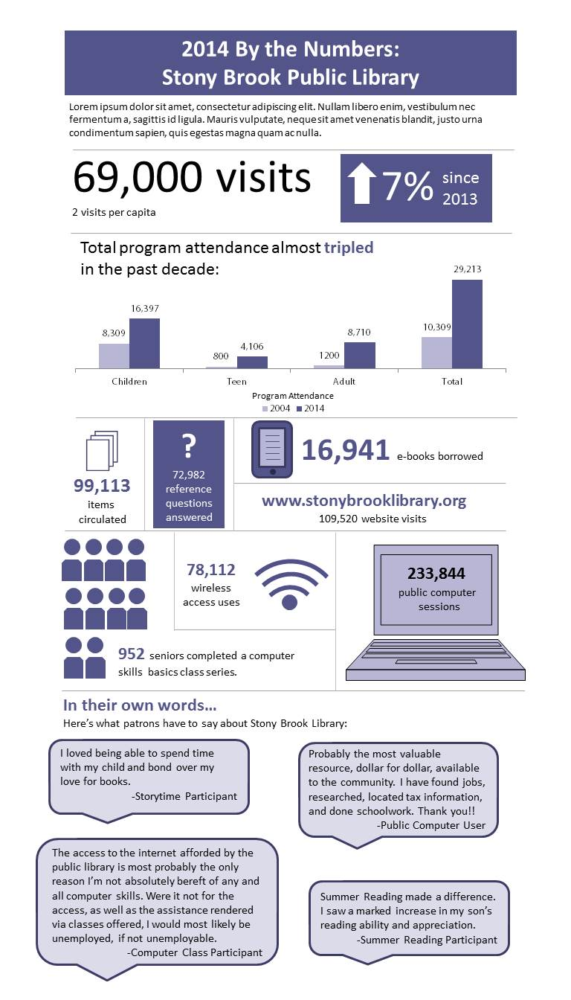 2014 By the Numbers:
Stony Brook Public Library
Lorem ipsum dolor sit amet, consectetur adipiscing elit. Nullam libero enim, vestibulum nec
fermentum a, sagittis id ligula. Mauris vulputate, neque sit amet venenatis blandit, justo urna
condimentum sapien, quis egestas magna quam ac nulla.
69,000 visits
2 visits per capita
7% since
2013
Total program attendance almost tripled
in the past decade:
8,309
16,397
800
4,106
1200
8,710
10,309
29,213
Children
Teen
Adult
Total
Program Attendance
2004 2014
99,113
items
circulated
?
72,982
reference
questions
answered
16,941 e-books borrowed
www.stonybrooklibrary.org
109,520 website visits
78,112
wireless
access uses
233,844
public computer
sessions
952 seniors completed a computer
skills basics class series.
In their own words…
Here's what patrons have to say about Stony Brook Library:
I loved being able to spend time
with my child and bond over my
love for books.
-Storytime Participant
Probably the most valuable
resource, dollar for dollar, available
to the community. I have found jobs,
researched, located tax information,
and done schoolwork. Thank you!!
-Public Computer User
The access to the internet afforded by the
public library is most probably the only
reason I'm not absolutely bereft of any and
all computer skills. Were it not for the
access, as well as the assistance rendered
via classes offered, I would most likely be
unemployed, if not unemployable.
-Computer Class Participant
Summer Reading made a difference.
I saw a marked increase in my son's
reading ability and appreciation.
-Summer Reading Participant